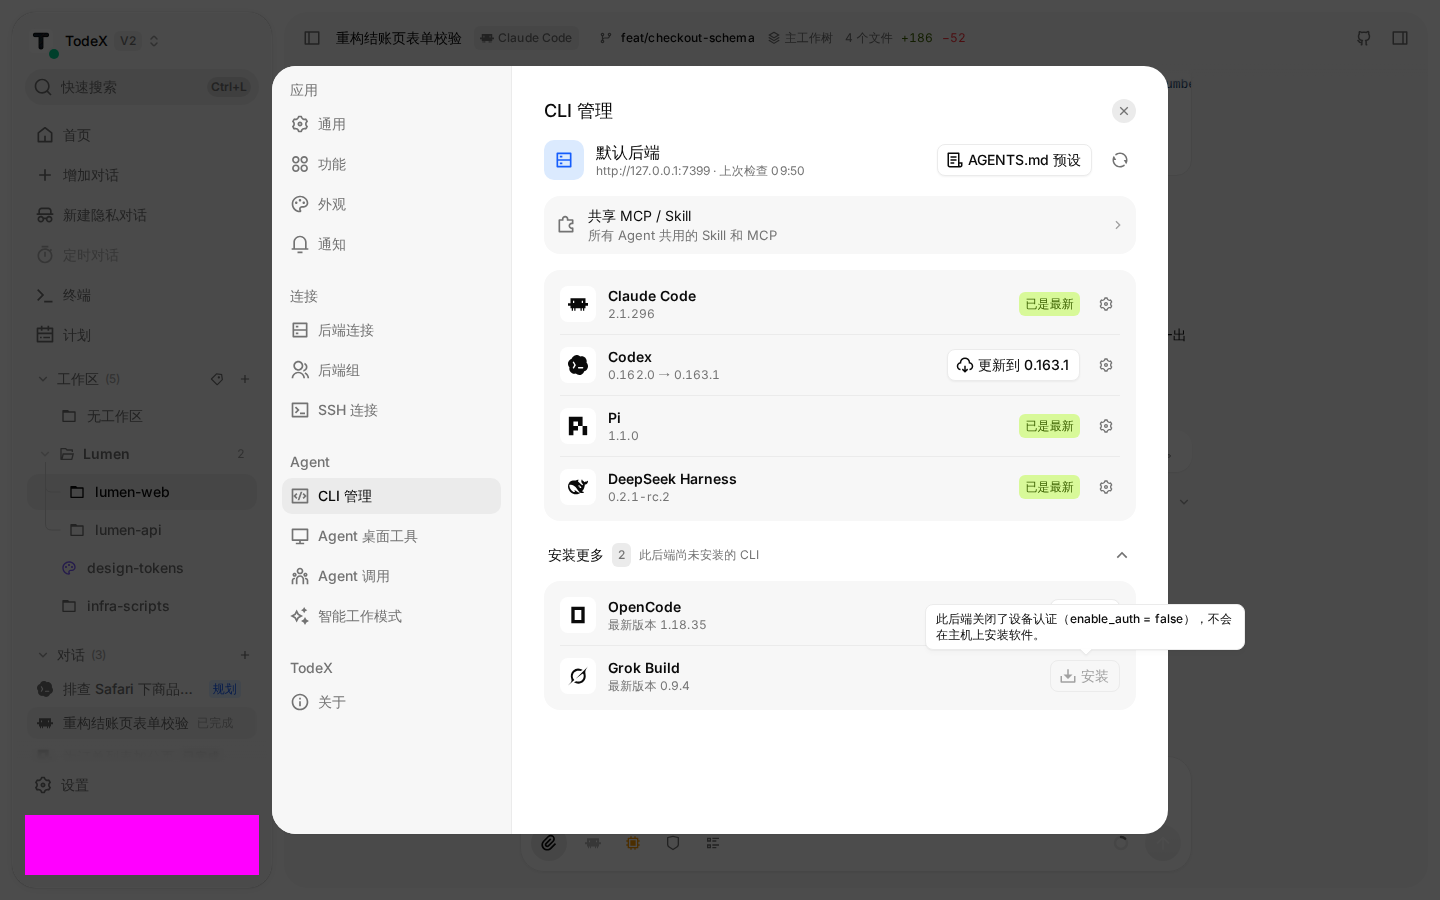 TodeX V2
快速搜索 Ctrl+L
首页
增加对话
新建隐私对话
定时对话
终端
计划
工作区 (5)
无工作区
Lumen 2
lumen-web
lumen-api
design-tokens
infra-scripts
对话 (3)
排查 Safari 下商品... 规划
重构结账页表单校验 已完成
设置
重构结账页表单校验 Claude Code feat/checkout-schema 主工作树 4 个文件 +186 −52
应用
通用
功能
外观
通知
连接
后端连接
后端组
SSH 连接
Agent
CLI 管理
Agent 桌面工具
Agent 调用
智能工作模式
TodeX
关于
CLI 管理
默认后端
http://127.0.0.1:7399 · 上次检查 09:50
AGENTS.md 预设
共享 MCP / Skill
所有 Agent 共用的 Skill 和 MCP
Claude Code
2.1.296
已是最新
Codex
0.162.0 → 0.163.1
更新到 0.163.1
Pi
1.1.0
已是最新
DeepSeek Harness
0.2.1-rc.2
已是最新
安装更多 2 此后端尚未安装的 CLI
OpenCode
最新版本 1.18.35
此后端关闭了设备认证（enable_auth = false），不会
在主机上安装软件。
Grok Build
最新版本 0.9.4
安装